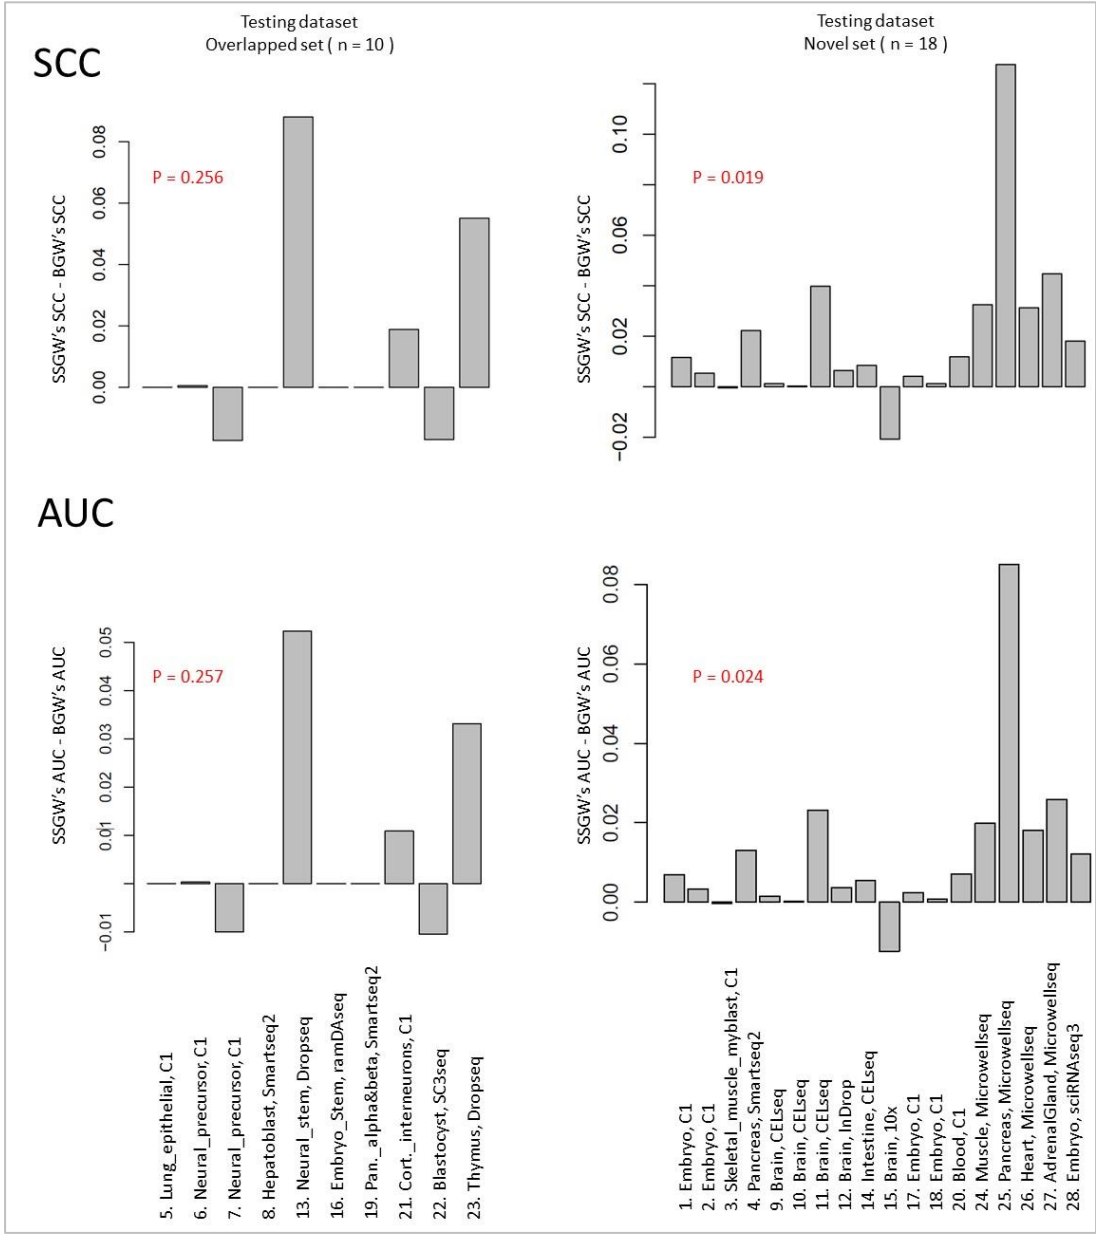 Testing dataset
Overlapped set ( n = 10 )
Testing dataset
Novel set ( n = 18 )
SCC
SSGW's SCC - BGW's SCC
0.08
0.06
0.04
0.02
0.00
P = 0.256
SSGW's SCC - BGW's SCC
0.10
0.06
0.02
−0.02
P = 0.019
AUC
SSGW's AUC - BGW's AUC
0.05
0.04
0.03
0.02
0.01
−0.01
P = 0.257
SSGW's AUC - BGW's AUC
0.08
0.06
0.04
0.02
0.00
P = 0.024
5. Lung_epithelial, C1
6. Neural_precursor, C1
7. Neural_precursor, C1
8. Hepatoblast, Smartseq2
13. Neural_stem, Dropseq
16. Embryo_Stem, ramDAseq
19. Pan._alpha&beta, Smartseq2
21. Cort._interneurons, C1
22. Blastocyst, SC3seq
23. Thymus, Dropseq
1. Embryo, C1
2. Embryo, C1
3. Skeletal_muscle_myblast, C1
4. Pancreas, Smartseq2
9. Brain, CELseq
10. Brain, CELseq
11. Brain, CELseq
12. Brain, InDrop
14. Intestine, CELseq
15. Brain, 10x
17. Embryo, C1
18. Embryo, C1
20. Blood, C1
24. Muscle, Microwellseq
25. Pancreas, Microwellseq
26. Heart, Microwellseq
27. AdrenalGland, Microwellseq
28. Embryo, sciRNAseq3